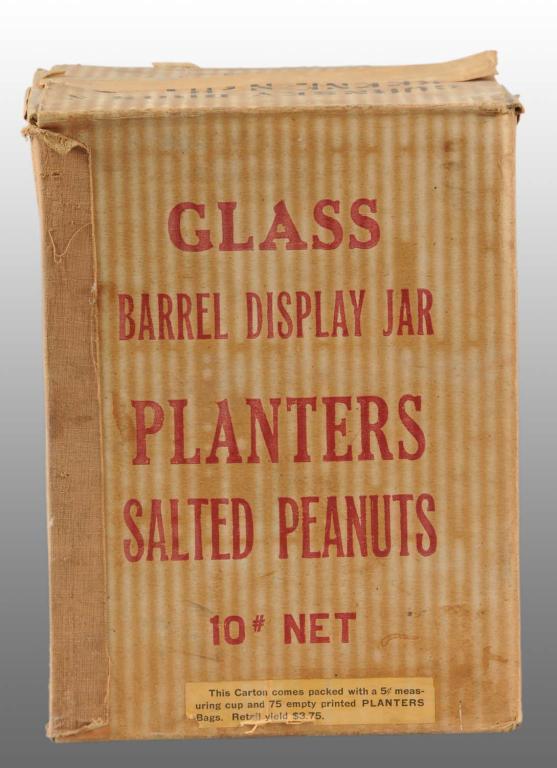 GLASS
BARREL DISPLAY JAR
PLANTERS
SALTED PEANUTS
10# NET
This Carton comes packed with a 5¢ meas-
uring cup and 75 empty printed PLANTERS
Bags. Retail yield $3.75.